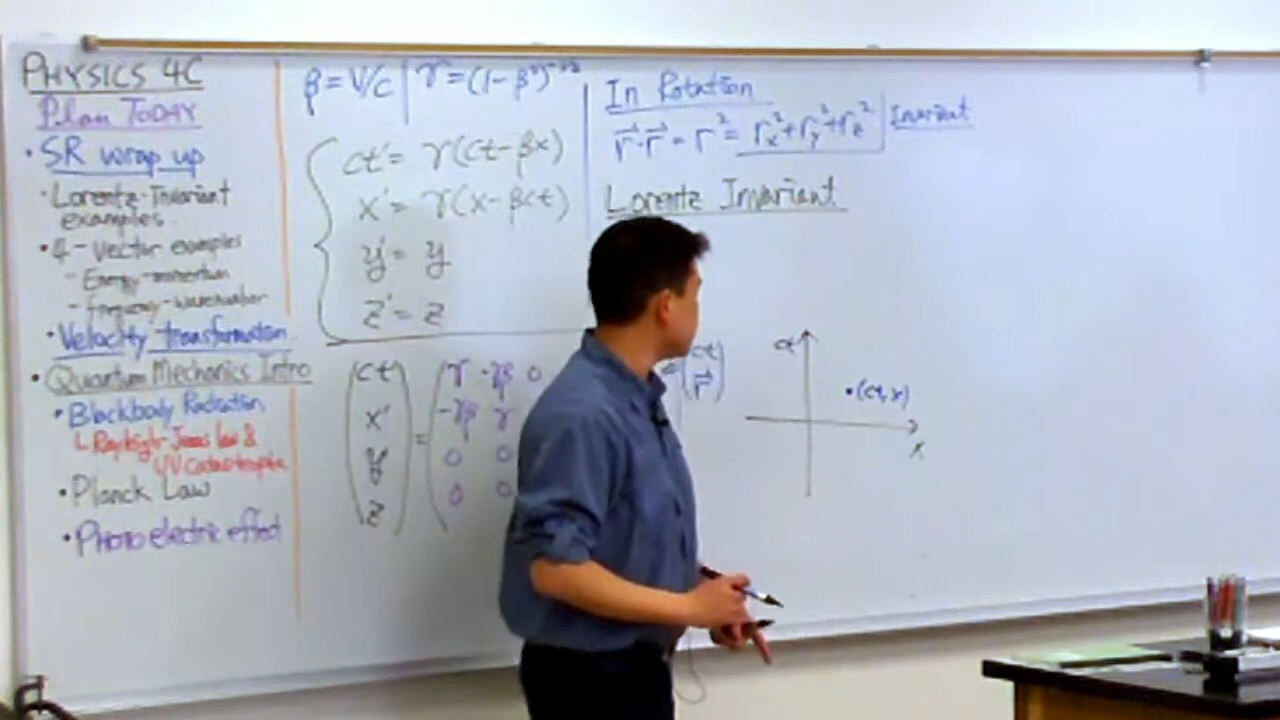 PHYSICS 4C
Plan TODAY
• SR wrap up
• Lorentz-Invariant
examples.
• 4-Vector examples
- Energy-momentum
- Frequency-wavenumber
• Velocity transformation
• Quantum Mechanics Intro
• Blackbody Radiation
Rayleigh-Jeans law &
UV Catastrophe
• Planck Law
• Photo electric effect
β = V/c | γ = (1-β²)^-1/2
ct' = γ(ct-βx)
x' = γ(x-βct)
y' = y
z' = z
ct'
x'
y'
z'
=
γ -γβ 0
-γβ γ
0 0
0 0
In Rotation
r⃗·r⃗ = r² = rx²+ry²+rz² Invariant
Lorentz Invariant
= (ct
r⃗)
ct
•(ct,x)
x